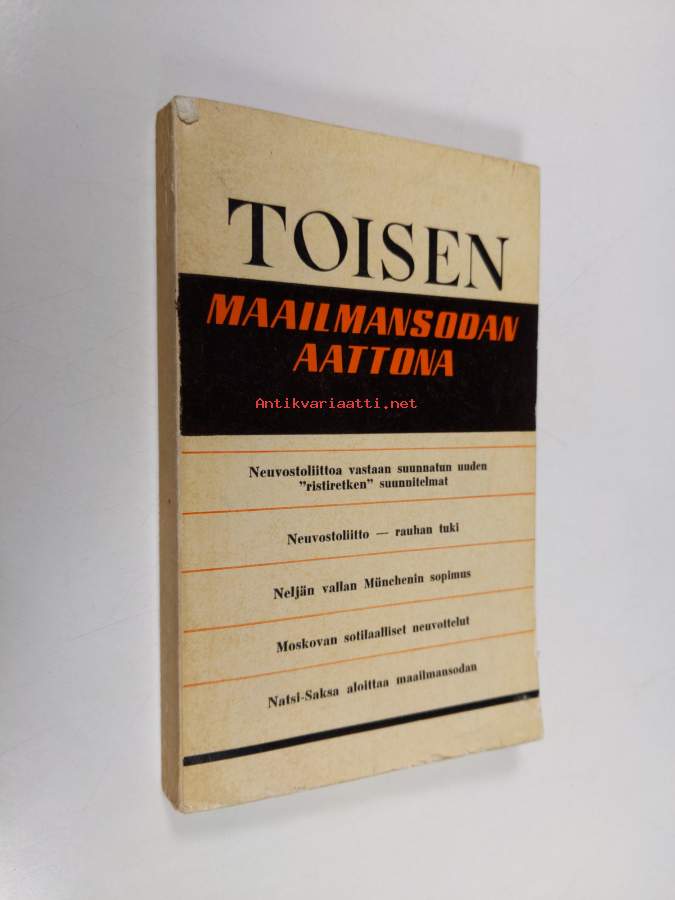 TOISEN
MAAILMANSODAN
AATTONA
Antikvariaatti.net
Neuvostoliittoa vastaan suunnatun uuden
”ristiretken” suunnitelmat
Neuvostoliitto — rauhan tuki
Neljän vallan Münchenin sopimus
Moskovan sotilaalliset neuvottelut
Natsi-Saksa aloittaa maailmansodan